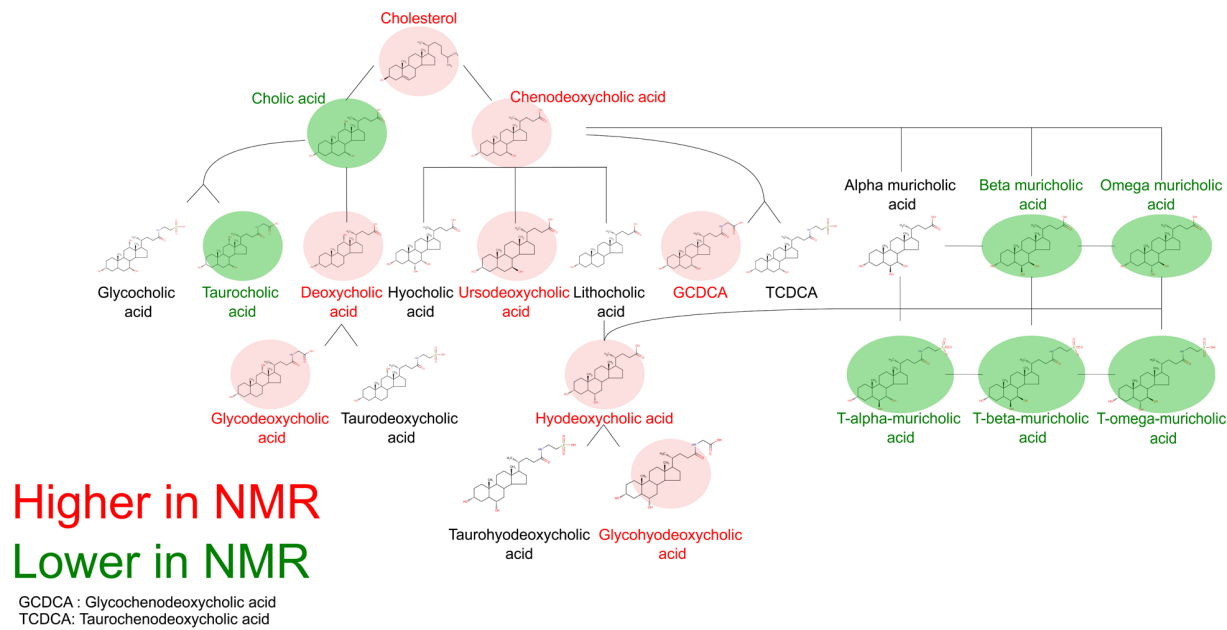 Cholesterol
Cholic acid
Chenodeoxycholic acid
Alpha muricholic
acid
Beta muricholic
acid
Omega muricholic
acid
Glycocholic
acid
Taurocholic
acid
Deoxycholic
acid
Hyocholic
acid
Ursodeoxycholic
acid
Lithocholic
acid
GCDCA
TCDCA
Glycodeoxycholic
acid
Taurodeoxycholic
acid
Hyodeoxycholic acid
T-alpha-muricholic
acid
T-beta-muricholic
acid
T-omega-muricholic
acid
Taurohyodeoxycholic
acid
Glycohyodeoxycholic
acid
Higher in NMR
Lower in NMR
GCDCA : Glycochenodeoxycholic acid
TCDCA: Taurochenodeoxycholic acid